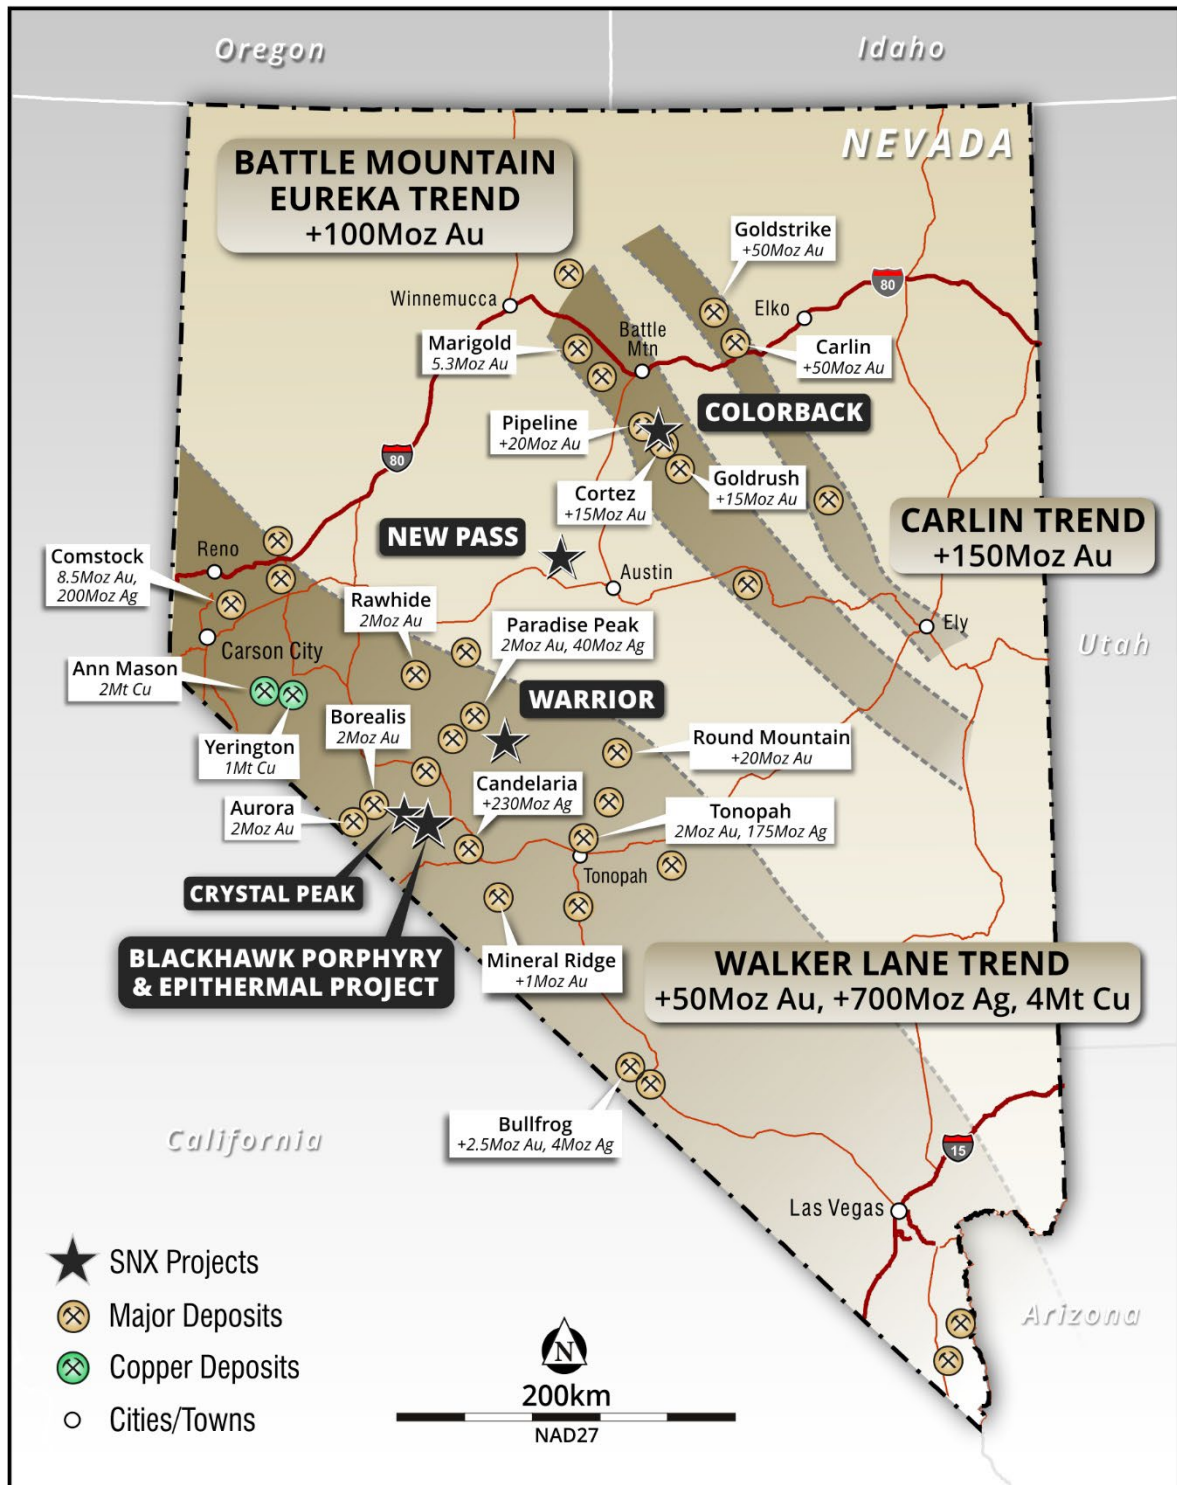 Oregon
Idaho
NEVADA
BATTLE MOUNTAIN
EUREKA TREND
+100Moz Au
Goldstrike
+50Moz Au
80
Winnemucca
Elko
Battle
Mtn
Marigold
5.3Moz Au
Carlin
+50Moz Au
COLORBACK
Pipeline
+20Moz Au
80
Goldrush
+15Moz Au
Cortez
+15Moz Au
CARLIN TREND
+150Moz Au
NEW PASS
Reno
Comstock
8.5Moz Au,
200Moz Ag
Austin
Rawhide
2Moz Au
Paradise Peak
2Moz Au, 40Moz Ag
Ely
Utah
Carson City
Ann Mason
2Mt Cu
WARRIOR
Borealis
2Moz Au
Yerington
1Mt Cu
Round Mountain
+20Moz Au
Candelaria
+230Moz Ag
Aurora
2Moz Au
Tonopah
2Moz Au, 175Moz Ag
Tonopah
CRYSTAL PEAK
BLACKHAWK PORPHYRY
& EPITHERMAL PROJECT
Mineral Ridge
+1Moz Au
WALKER LANE TREND
+50Moz Au, +700Moz Ag, 4Mt Cu
Bullfrog
+2.5Moz Au, 4Moz Ag
California
15
Las Vegas
Arizona
SNX Projects
Major Deposits
Copper Deposits
Cities/Towns
N
200km
NAD27